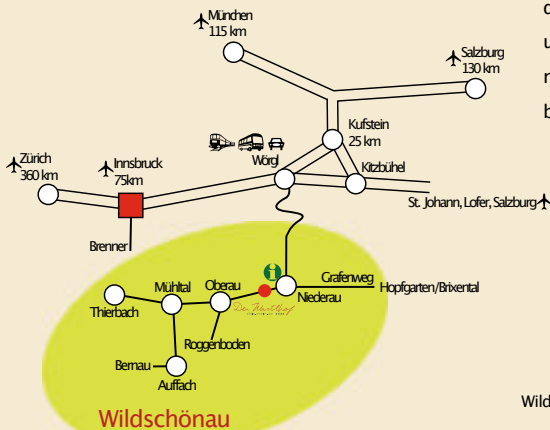 München
115 km
Salzburg
130 km
Kufstein
25 km
Wörgl
Kitzbühel
Zürich
360 km
Innsbruck
75km
St. Johann, Lofer, Salzburg
Brenner
Grafenweg
Hopfgarten/Brixental
Mühltal
Oberau
Niederau
Thierbach
Roggenboden
Bernau
Auffach
Wildschönau
Wild